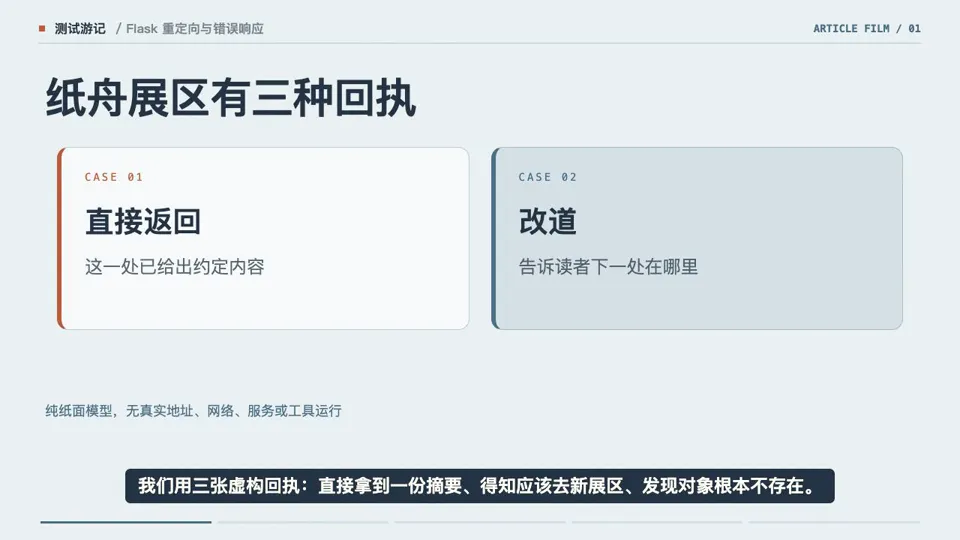 测试游记 / Flask 重定向与错误响应
ARTICLE FILM / 01
纸舟展区有三种回执
CASE 01
直接返回
这一处已给出约定内容
CASE 02
改道
告诉读者下一处在哪里
纯纸面模型，无真实地址、网络、服务或工具运行
我们用三张虚构回执：直接拿到一份摘要、得知应该去新展区、发现对象根本不存在。